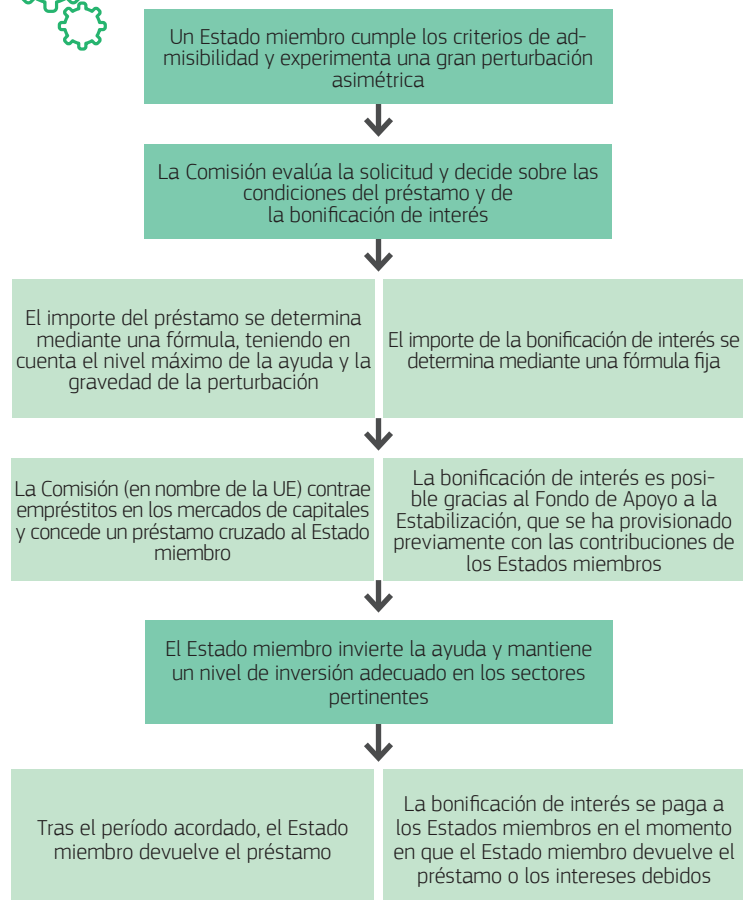 Un Estado miembro cumple los criterios de ad-
misibilidad y experimenta una gran perturbación
asimétrica
La Comisión evalúa la solicitud y decide sobre las
condiciones del préstamo y de
la bonificación de interés
El importe del préstamo se determina
mediante una fórmula, teniendo en
cuenta el nivel máximo de la ayuda y la
gravedad de la perturbación
El importe de la bonificación de interés se
determina mediante una fórmula fija
La Comisión (en nombre de la UE) contrae
empréstitos en los mercados de capitales
y concede un préstamo cruzado al Estado
miembro
La bonificación de interés es posi-
ble gracias al Fondo de Apoyo a la
Estabilización, que se ha provisionado
previamente con las contribuciones de
los Estados miembros
El Estado miembro invierte la ayuda y mantiene
un nivel de inversión adecuado en los sectores
pertinentes
Tras el período acordado, el Estado
miembro devuelve el préstamo
La bonificación de interés se paga a
los Estados miembros en el momento
en que el Estado miembro devuelve el
préstamo o los intereses debidos